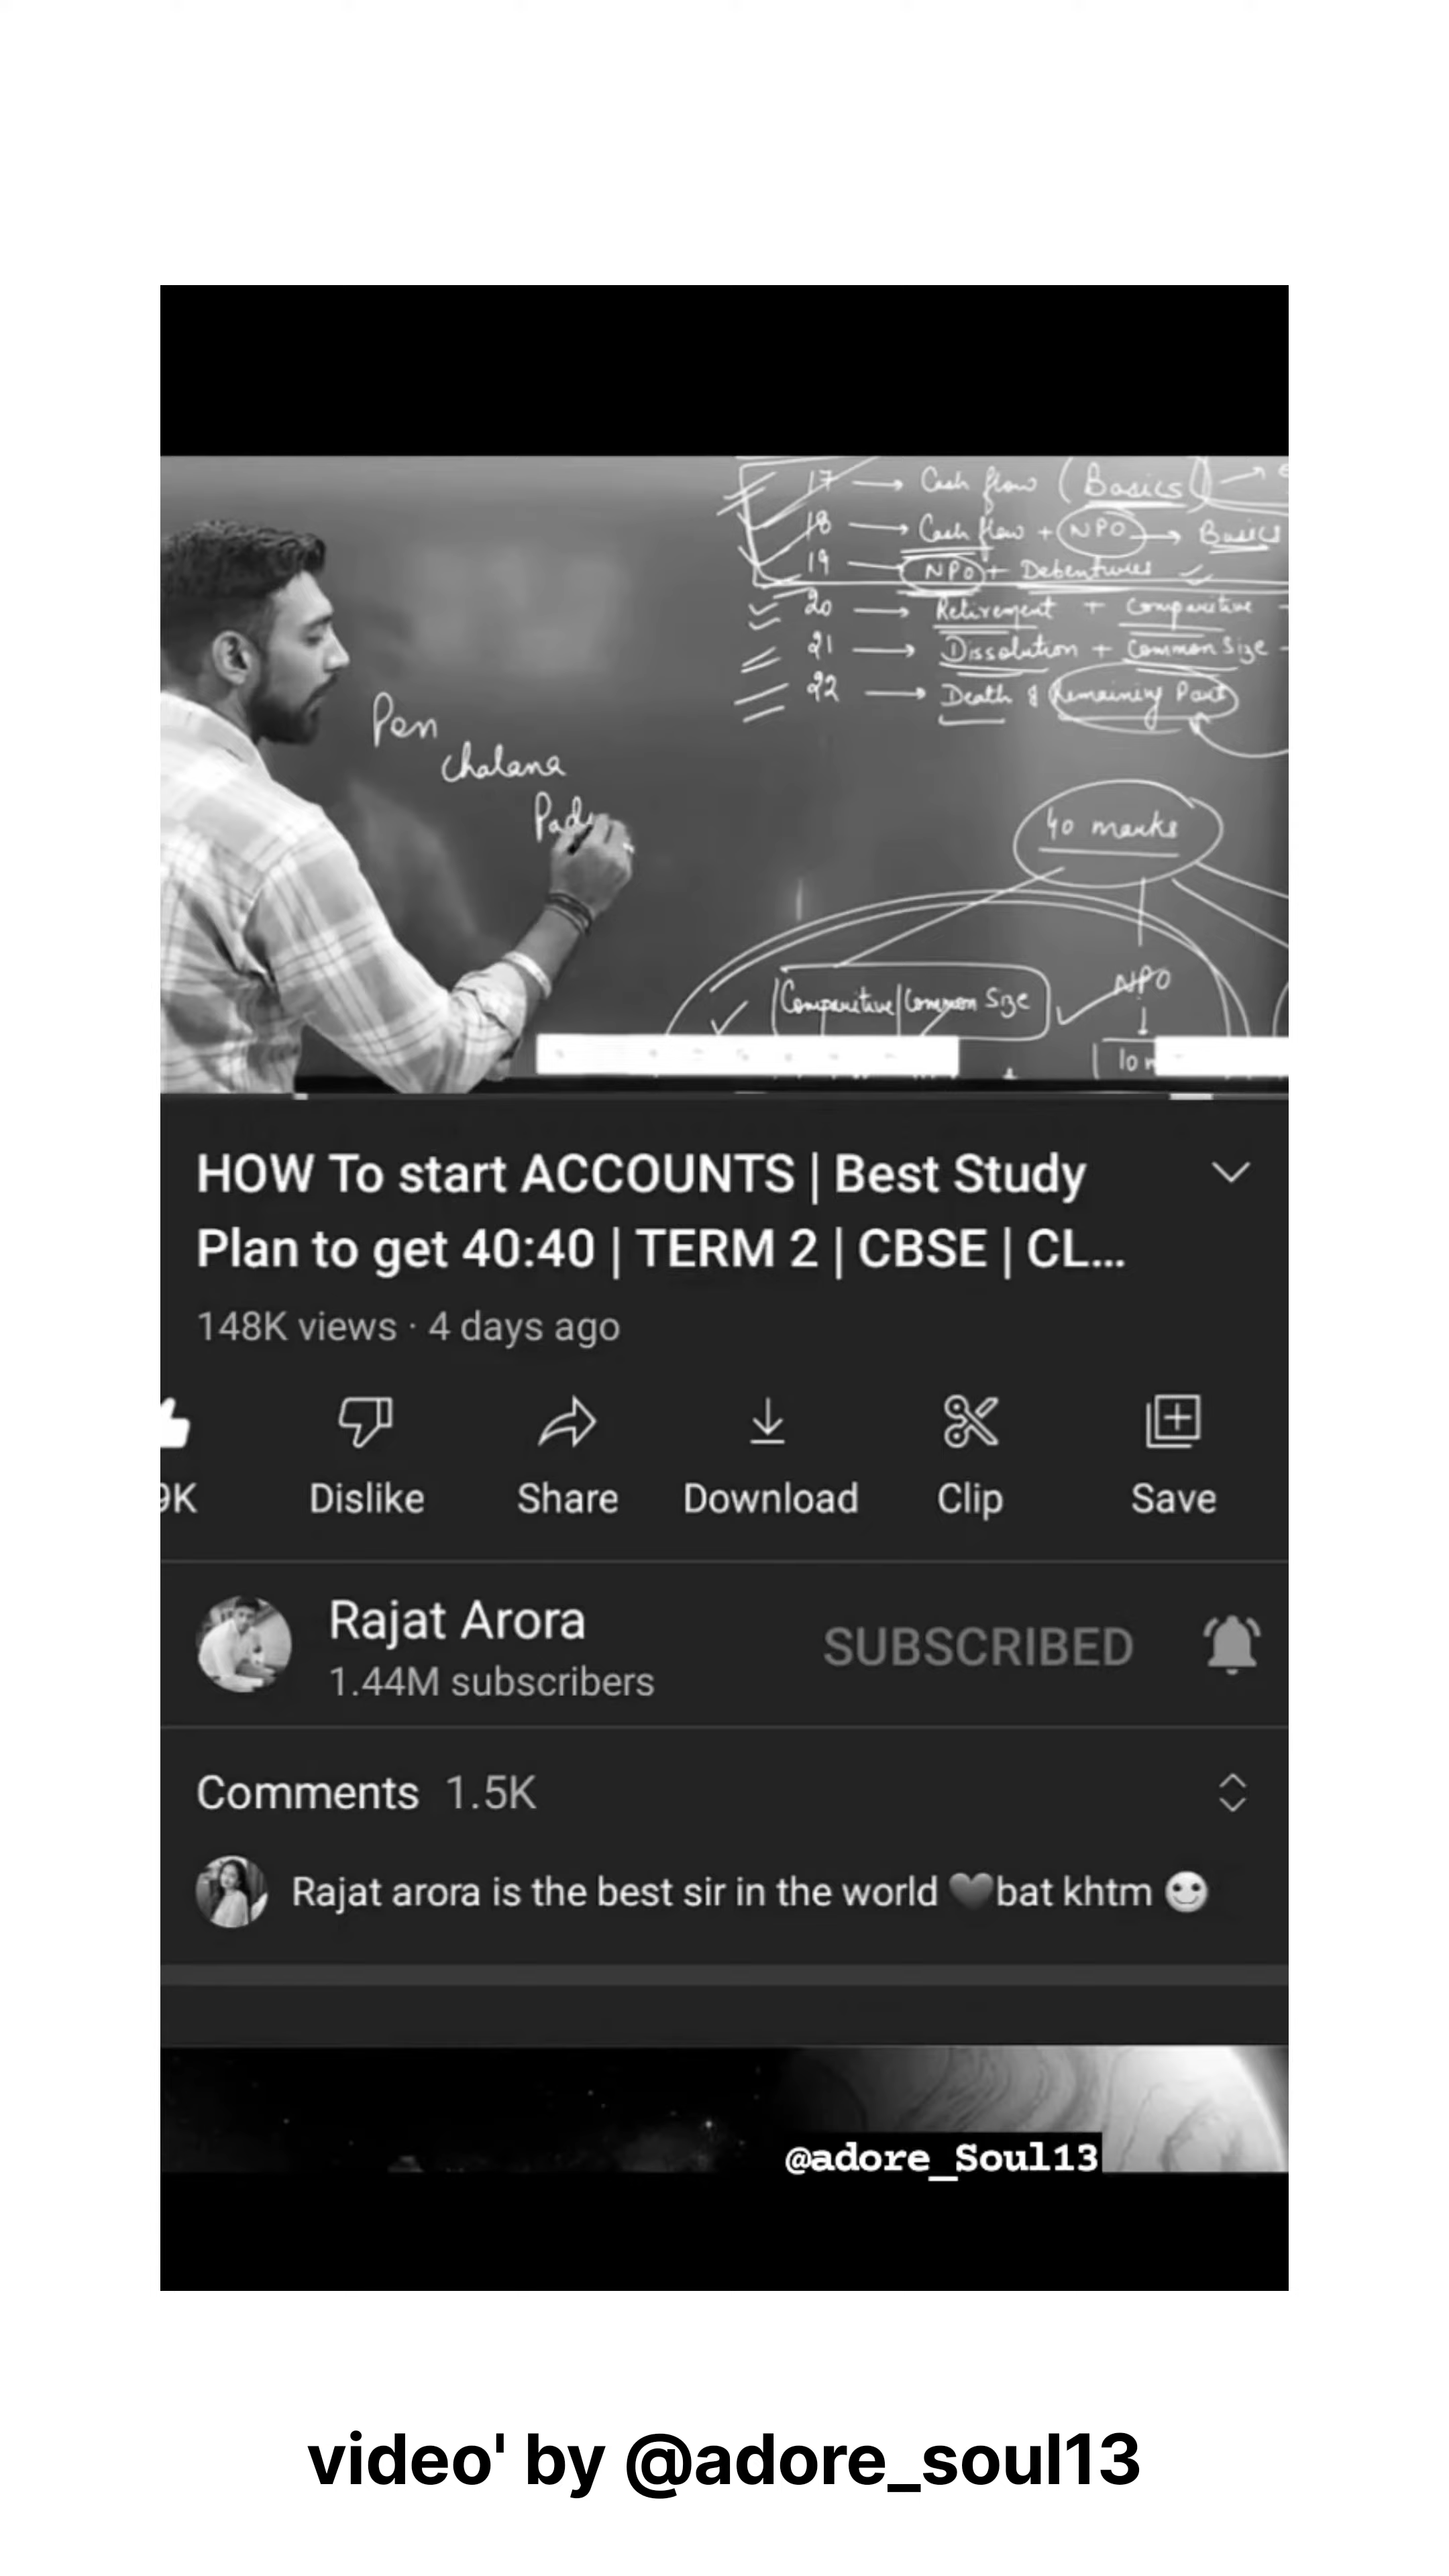 17 → Cash flow (Basics) →
18 → Cash flow + NPO → Basics
19 — NPO + Debentures
20 → Retirement + Comparitive -
21 → Dissolution + Common Size -
22 → Death & Remaining Part
Pen
chalana
40 marks
Comparitive/Common Size
NPO
10
HOW To start ACCOUNTS | Best Study
Plan to get 40:40 | TERM 2 | CBSE | CL...
148K views · 4 days ago
9K Dislike Share Download Clip Save
Rajat Arora
1.44M subscribers
SUBSCRIBED
Comments 1.5K
Rajat arora is the best sir in the world 🖤bat khtm 🙂
@adore_Soul13
video' by @adore_soul13